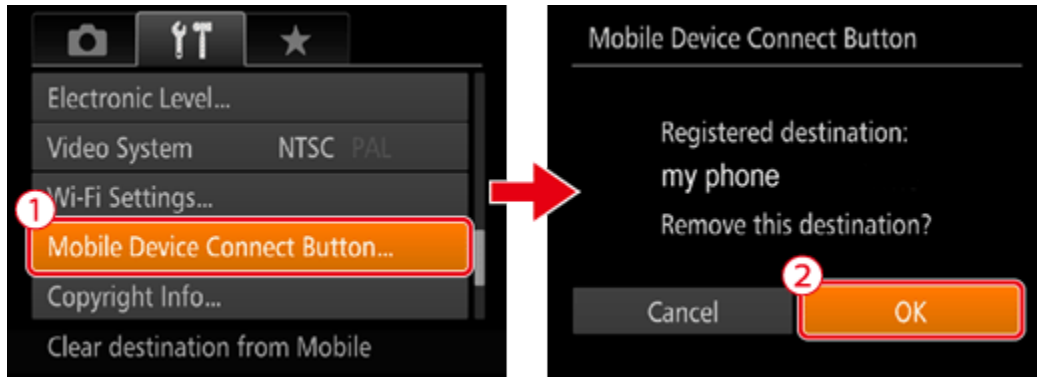 Electronic Level...
Video System NTSC PAL
Wi-Fi Settings...
1
Mobile Device Connect Button...
Copyright Info...
Clear destination from Mobile
Mobile Device Connect Button
Registered destination:
my phone
Remove this destination?
2
Cancel OK